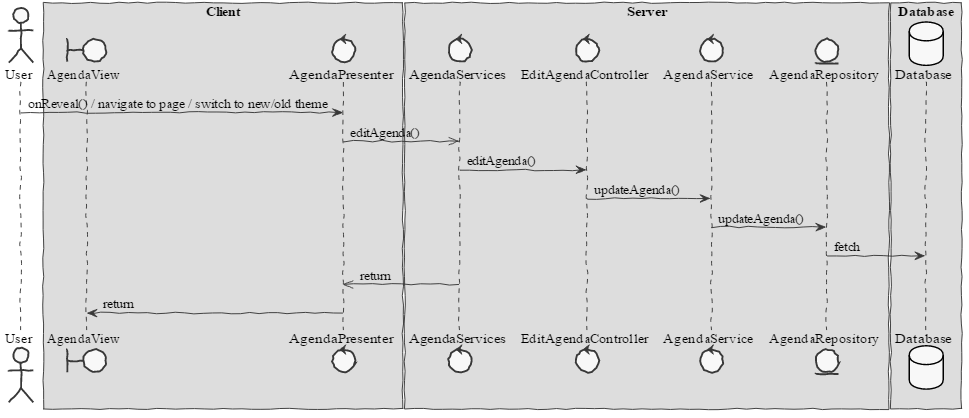 Client Server Database
User AgendaView AgendaPresenter AgendaServices EditAgendaController AgendaService AgendaRepository Database
onReveal() / navigate to page / switch to new/old theme
editAgenda()
editAgenda()
updateAgenda()
updateAgenda()
fetch
return
return
User AgendaView AgendaPresenter AgendaServices EditAgendaController AgendaService AgendaRepository Database